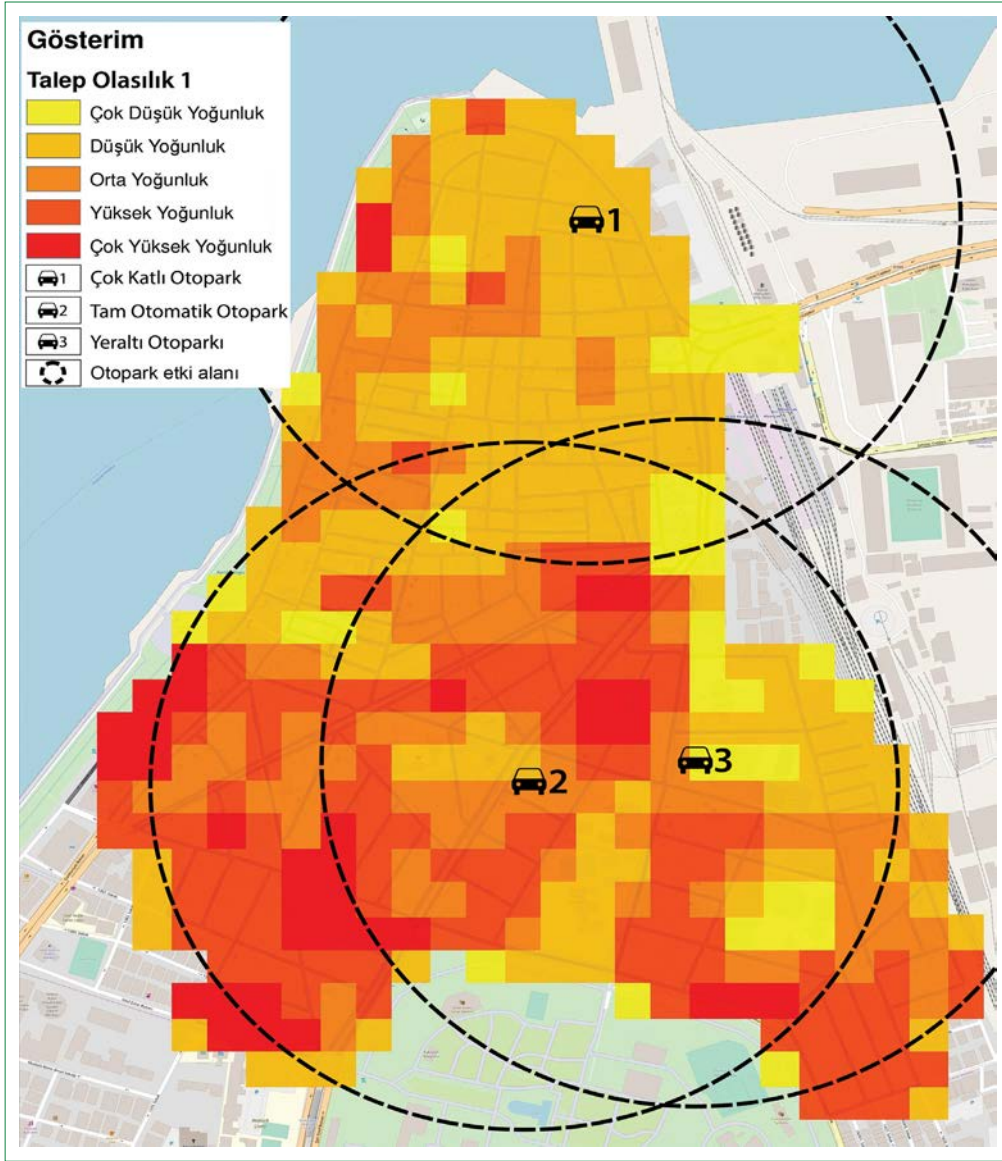 Gösterim
Talep Olasılık 1
Çok Düşük Yoğunluk
Düşük Yoğunluk
Orta Yoğunluk
Yüksek Yoğunluk
Çok Yüksek Yoğunluk
1 Çok Katlı Otopark
2 Tam Otomatik Otopark
3 Yeraltı Otoparkı
Otopark etki alanı
1
3
2